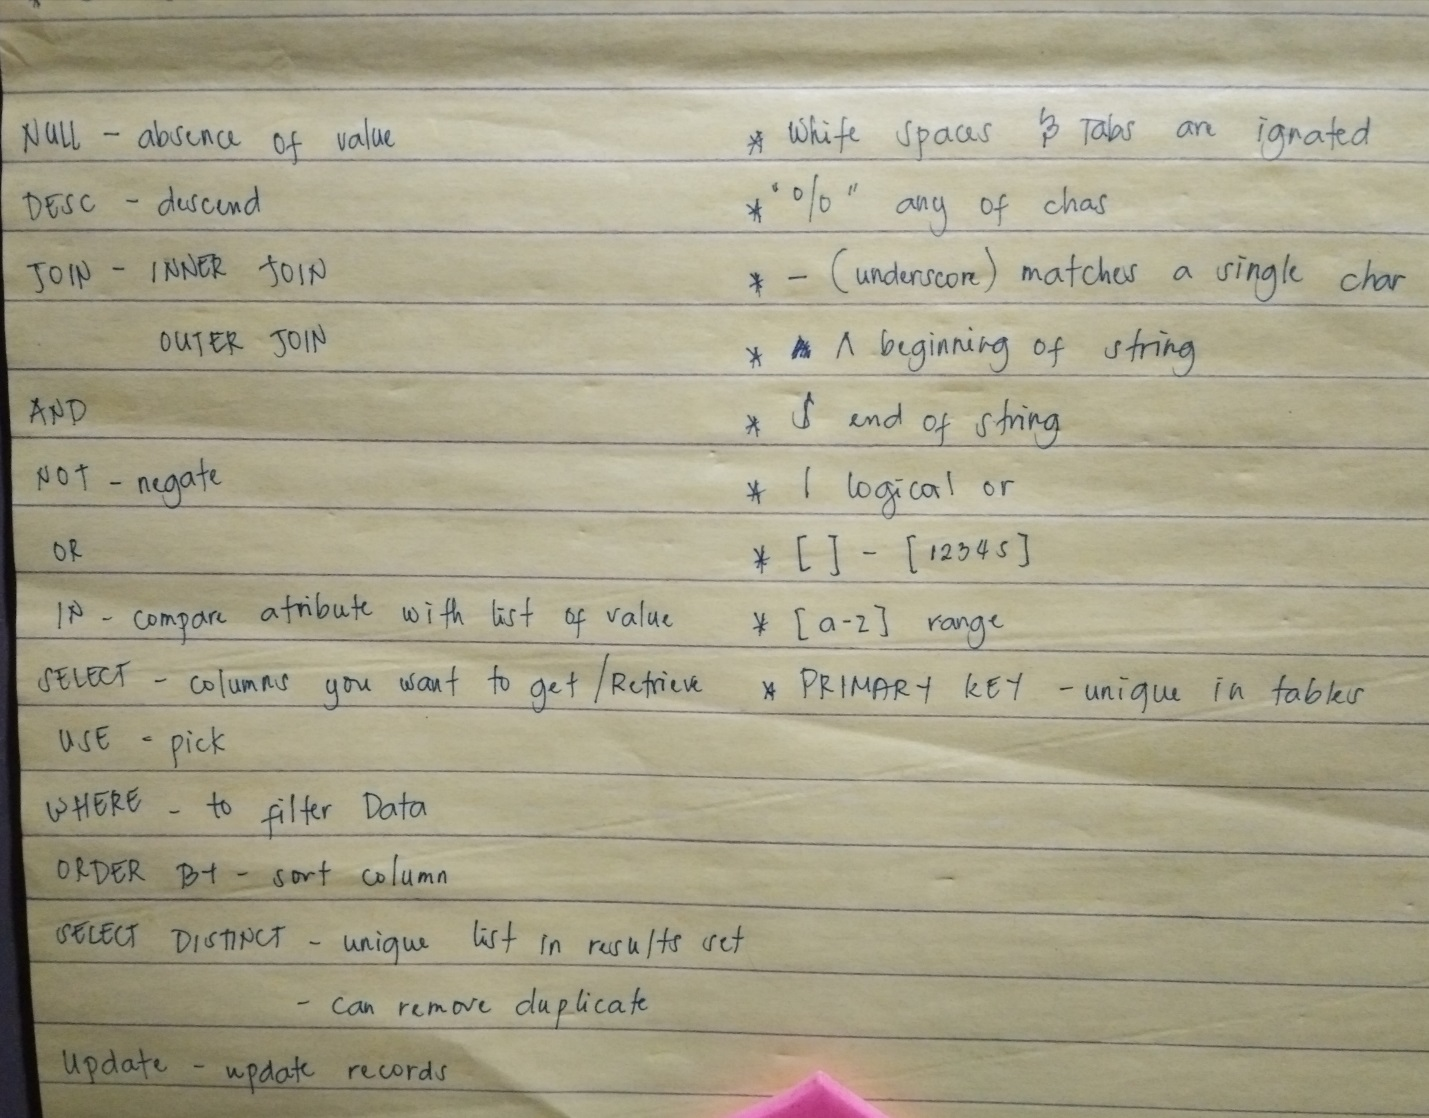 NULL - absence of value
DESC - descend
JOIN - INNER JOIN
OUTER JOIN
AND
NOT - negate
OR
IN - compare atribute with list of value
SELECT - columns you want to get / Retrieve
USE - pick
WHERE - to filter Data
ORDER BY - sort column
SELECT DISTINCT - unique list in results set
- can remove duplicate
Update - update records
* White spaces & Tabs are ignated
* "%" any of chas
* - (underscore) matches a single char
* ^ beginning of string
* $ end of string
* | logical or
* [ ] - [12345]
* [a-z] range
* PRIMARY KEY - unique in tables